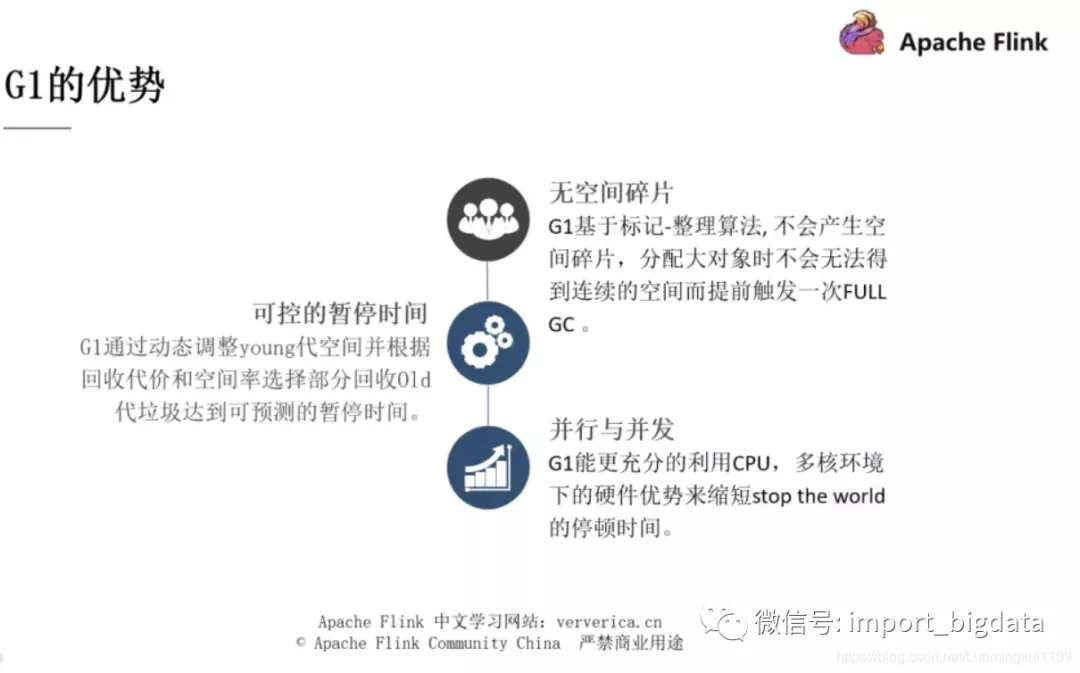 Apache Flink
G1的优势
无空间碎片
G1基于标记-整理算法, 不会产生空
间碎片，分配大对象时不会无法得
到连续的空间而提前触发一次FULL
GC 。
可控的暂停时间
G1通过动态调整young代空间并根据
回收代价和空间率选择部分回收Old
代垃圾达到可预测的暂停时间。
并行与并发
G1能更充分的利用CPU，多核环境
下的硬件优势来缩短stop the world
的停顿时间。
Apache Flink 中文学习网站：ververica.cn
© Apache Flink Community China 严禁商业用途
微信号: import_bigdata
https://blog.csdn.net/Luomingkui1109